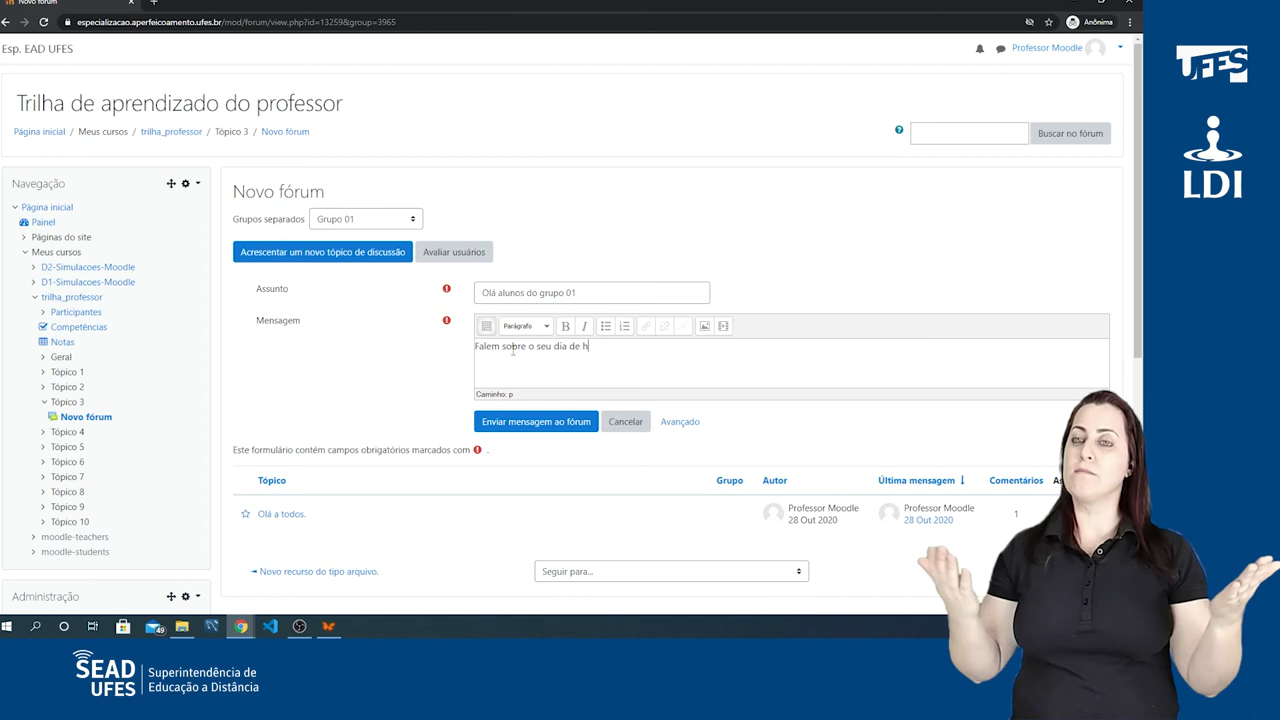 Novo fórum
especializacao.aperfeicoamento.ufes.br/mod/forum/view.php?id=13259&group=3965
Anônima
Esp. EAD UFES
Professor Moodle
Trilha de aprendizado do professor
Página inicial / Meus cursos / trilha_professor / Tópico 3 / Novo fórum
Buscar no fórum
Navegação
Página inicial
Painel
Páginas do site
Meus cursos
D2-Simulacoes-Moodle
D1-Simulacoes-Moodle
trilha_professor
Participantes
Competências
Notas
Geral
Tópico 1
Tópico 2
Tópico 3
Novo fórum
Tópico 4
Tópico 5
Tópico 6
Tópico 7
Tópico 8
Tópico 9
Tópico 10
moodle-teachers
moodle-students
Administração
Novo fórum
Grupos separados Grupo 01
Acrescentar um novo tópico de discussão Avaliar usuários
Assunto Olá alunos do grupo 01
Mensagem Parágrafo B I
Falem sobre o seu dia de h
Caminho: p
Enviar mensagem ao fórum Cancelar Avançado
Este formulário contém campos obrigatórios marcados com .
Tópico Grupo Autor Última mensagem Comentários
Olá a todos. Professor Moodle Professor Moodle 1
28 Out 2020 28 Out 2020
Novo recurso do tipo arquivo. Seguir para...
49
UFES
LDI
SEAD UFES
Superintendência de
Educação a Distância